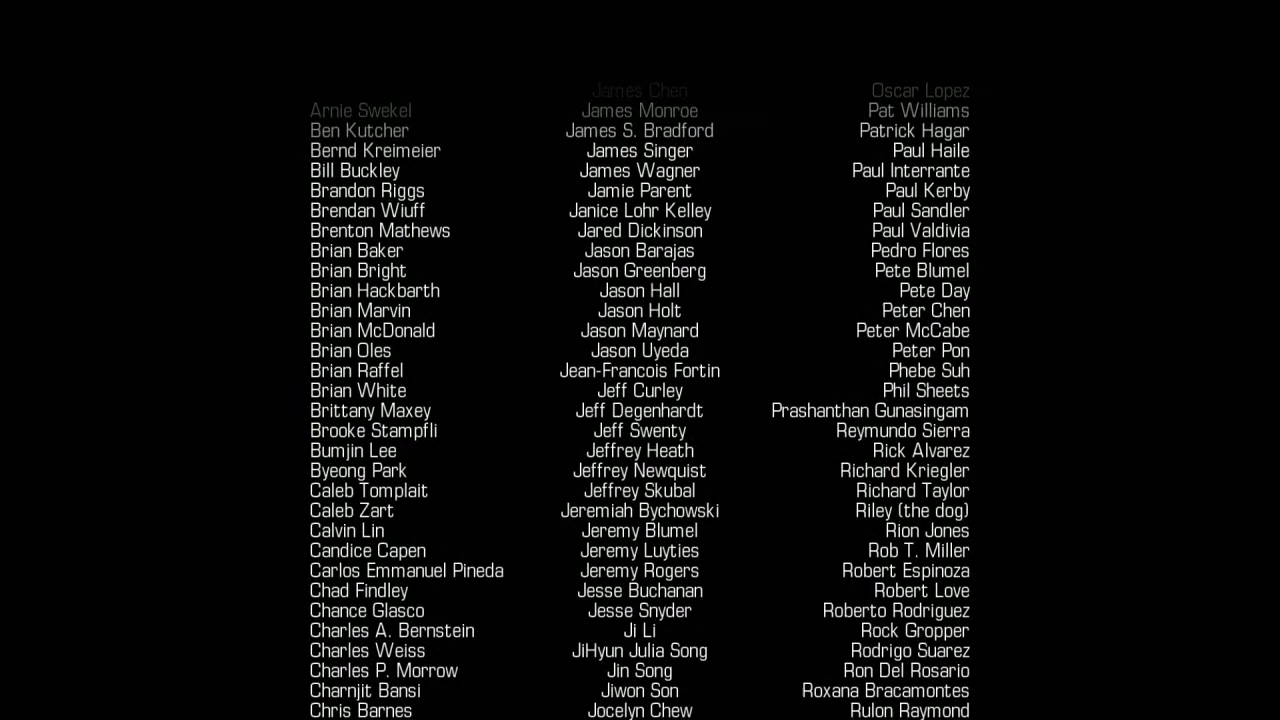 James Chen Oscar Lopez
Arnie Swekel James Monroe Pat Williams
Ben Kutcher James S. Bradford Patrick Hagar
Bernd Kreimeier James Singer Paul Haile
Bill Buckley James Wagner Paul Interrante
Brandon Riggs Jamie Parent Paul Kerby
Brendan Wiuff Janice Lohr Kelley Paul Sandler
Brenton Mathews Jared Dickinson Paul Valdivia
Brian Baker Jason Barajas Pedro Flores
Brian Bright Jason Greenberg Pete Blumel
Brian Hackbarth Jason Hall Pete Day
Brian Marvin Jason Holt Peter Chen
Brian McDonald Jason Maynard Peter McCabe
Brian Oles Jason Uyeda Peter Pon
Brian Raffel Jean-Francois Fortin Phebe Suh
Brian White Jeff Curley Phil Sheets
Brittany Maxey Jeff Degenhardt Prashanthan Gunasingam
Brooke Stampfli Jeff Swenty Reymundo Sierra
Bumjin Lee Jeffrey Heath Rick Alvarez
Byeong Park Jeffrey Newquist Richard Kriegler
Caleb Tomplait Jeffrey Skubal Richard Taylor
Caleb Zart Jeremiah Bychowski Riley (the dog)
Calvin Lin Jeremy Blumel Rion Jones
Candice Capen Jeremy Luyties Rob T. Miller
Carlos Emmanuel Pineda Jeremy Rogers Robert Espinoza
Chad Findley Jesse Buchanan Robert Love
Chance Glasco Jesse Snyder Roberto Rodriguez
Charles A. Bernstein Ji Li Rock Gropper
Charles Weiss JiHyun Julia Song Rodrigo Suarez
Charles P. Morrow Jin Song Ron Del Rosario
Charnjit Bansi Jiwon Son Roxana Bracamontes
Chris Barnes Jocelyn Chew Rulon Raymond